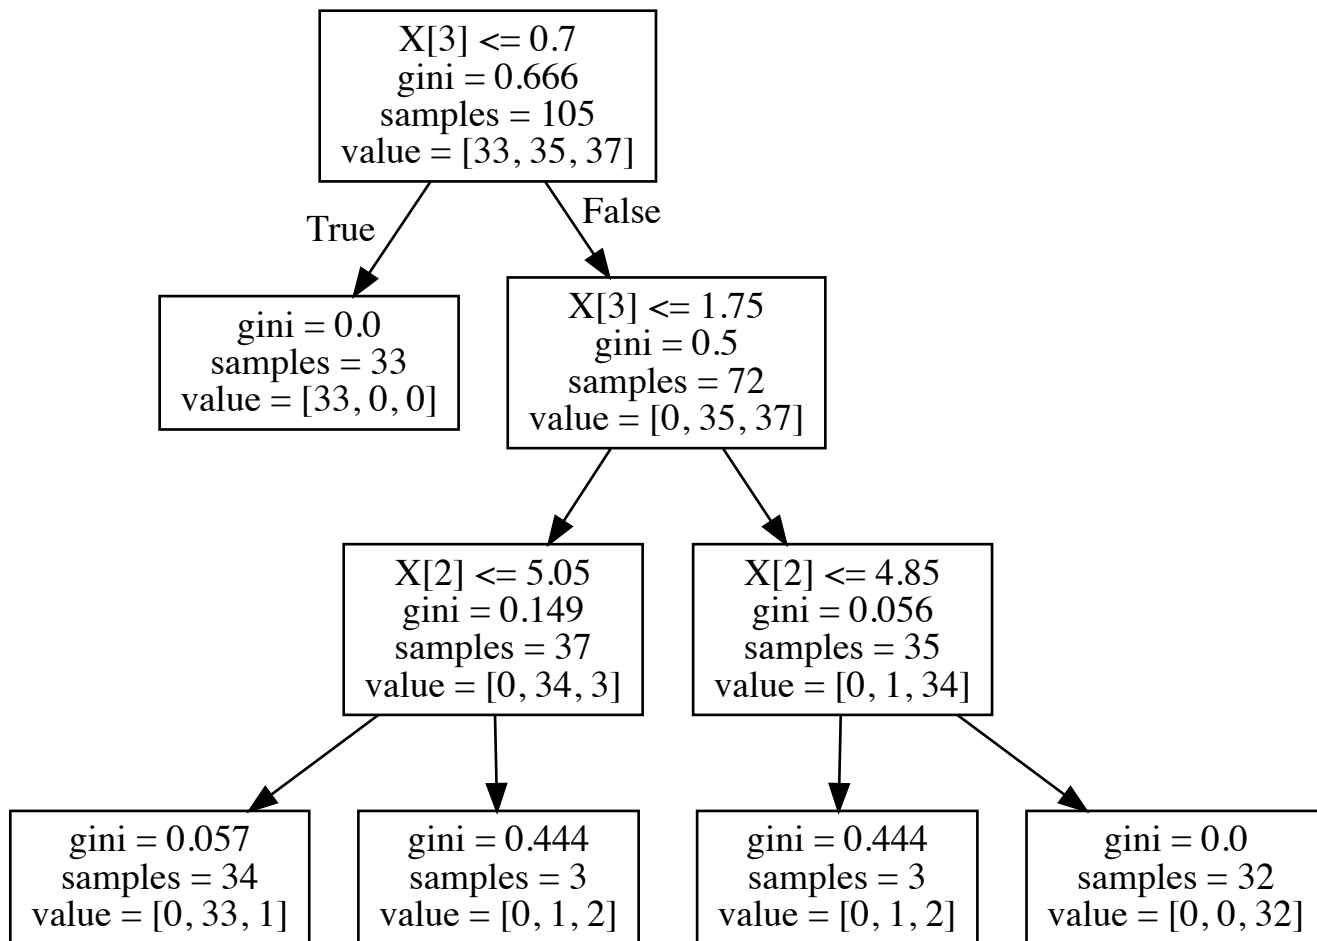 X[3] <= 0.7
gini = 0.666
samples = 105
value = [33, 35, 37]
True
False
gini = 0.0
samples = 33
value = [33, 0, 0]
X[3] <= 1.75
gini = 0.5
samples = 72
value = [0, 35, 37]
X[2] <= 5.05
gini = 0.149
samples = 37
value = [0, 34, 3]
X[2] <= 4.85
gini = 0.056
samples = 35
value = [0, 1, 34]
gini = 0.057
samples = 34
value = [0, 33, 1]
gini = 0.444
samples = 3
value = [0, 1, 2]
gini = 0.444
samples = 3
value = [0, 1, 2]
gini = 0.0
samples = 32
value = [0, 0, 32]